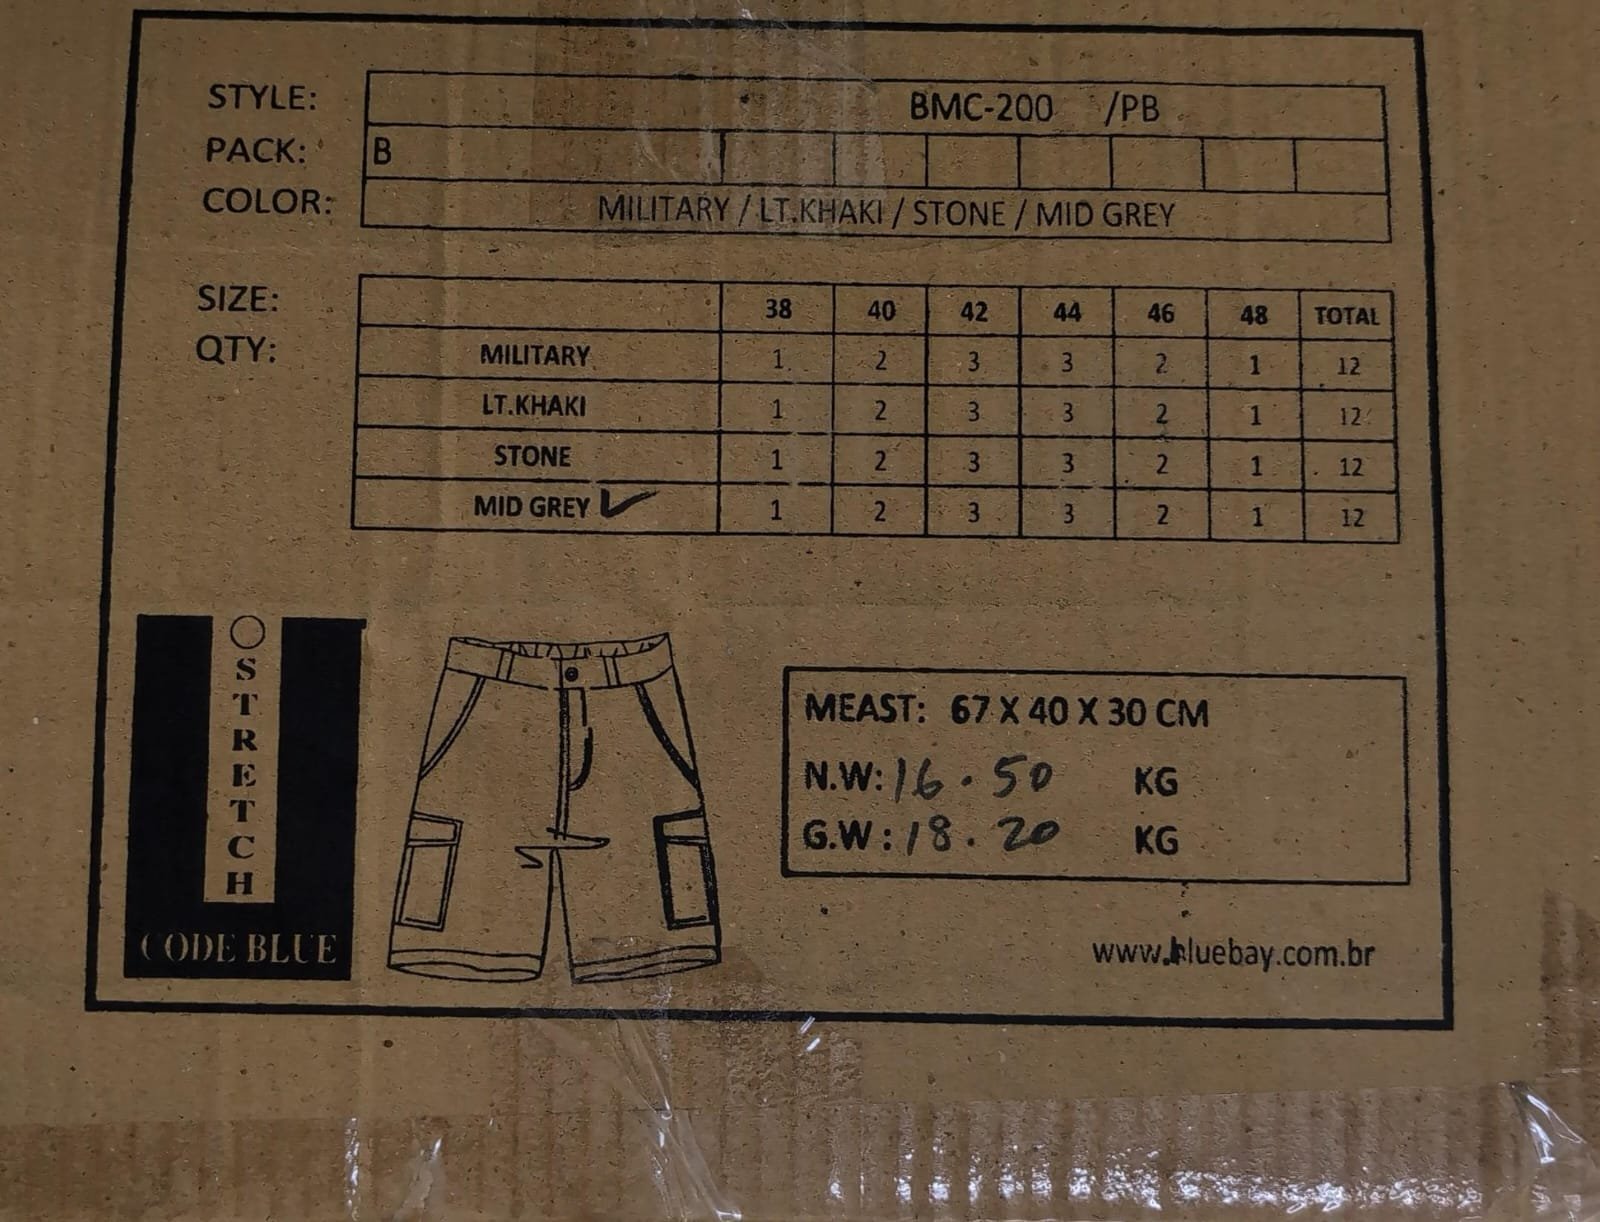 STYLE: BMC-200 /PB
PACK: B
COLOR: MILITARY / LT.KHAKI / STONE / MID GREY
SIZE: 38 40 42 44 46 48 TOTAL
QTY: MILITARY 1 2 3 3 2 1 12
LT.KHAKI 1 2 3 3 2 1 12
STONE 1 2 3 3 2 1 12
MID GREY 1 2 3 3 2 1 12
STRETCH
CODE BLUE
MEAST: 67 X 40 X 30 CM
N.W: 16.50 KG
G.W: 18.20 KG
www.bluebay.com.br